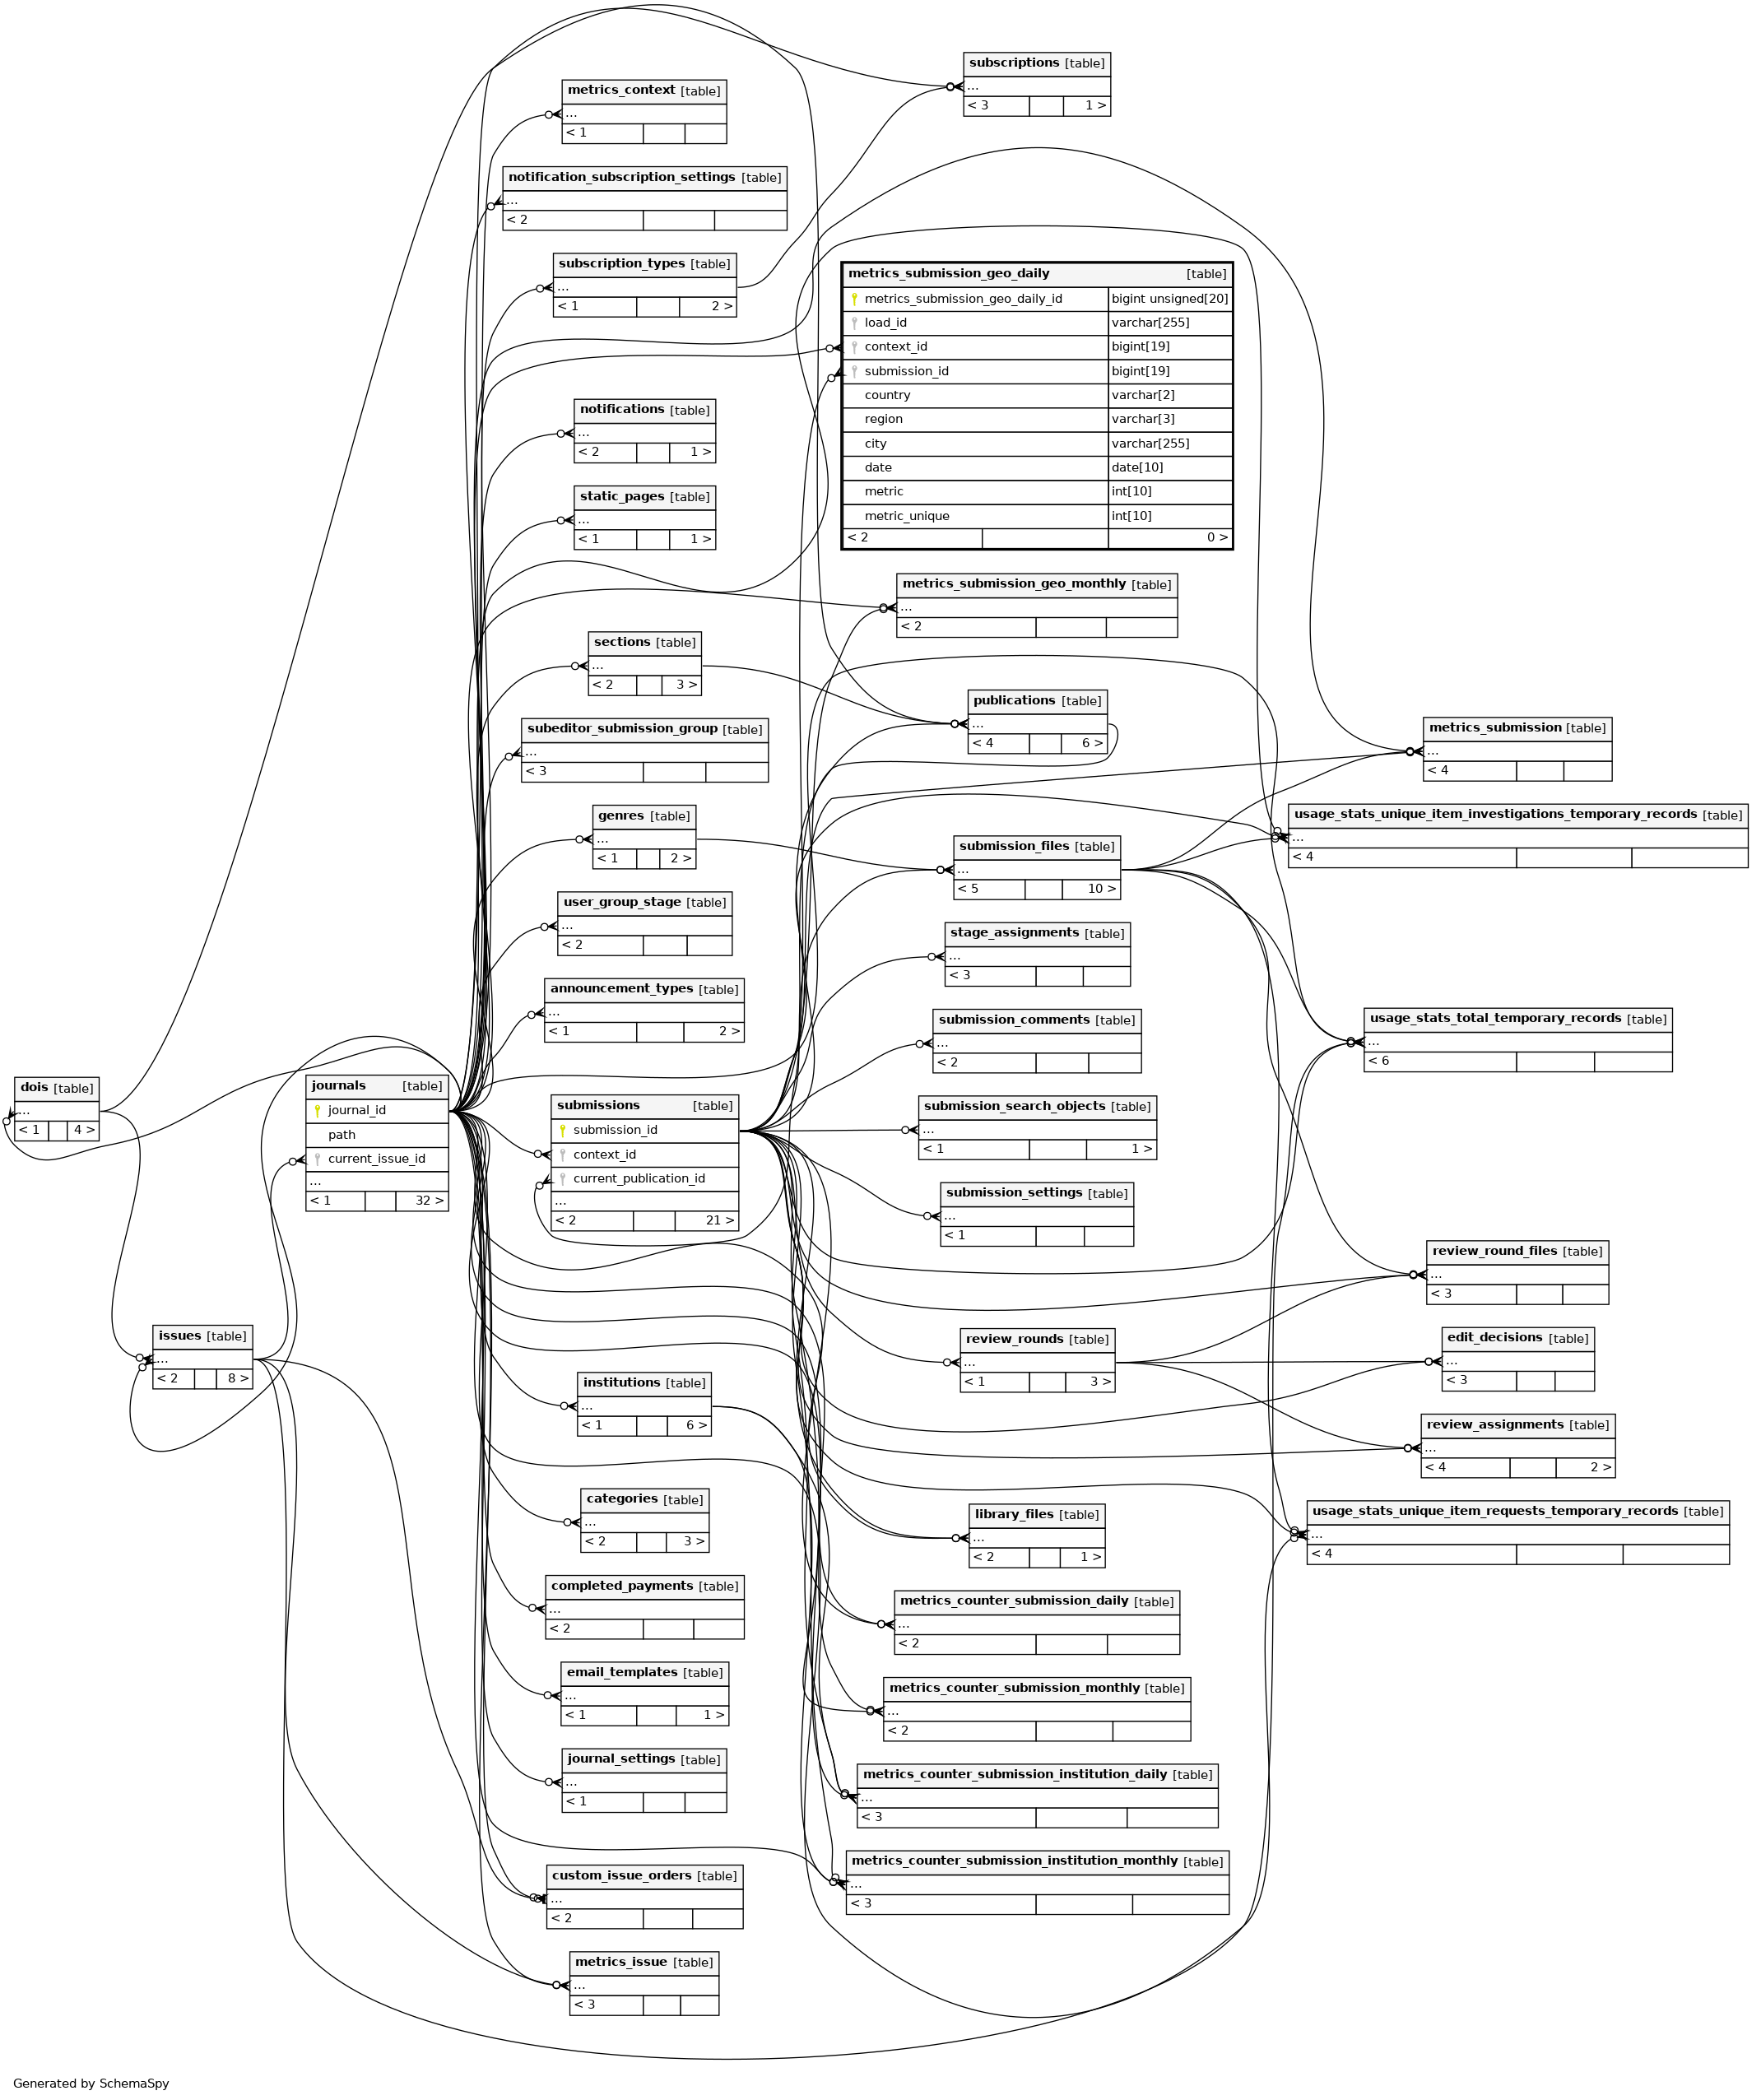 subscriptions [table]
...
< 3 1 >
metrics_context [table]
...
< 1
notification_subscription_settings [table]
...
< 2
subscription_types [table]
...
< 1 2 >
metrics_submission_geo_daily [table]
metrics_submission_geo_daily_id bigint unsigned[20]
load_id varchar[255]
context_id bigint[19]
submission_id bigint[19]
country varchar[2]
region varchar[3]
city varchar[255]
date date[10]
metric int[10]
metric_unique int[10]
< 2 0 >
notifications [table]
...
< 2 1 >
static_pages [table]
...
< 1 1 >
metrics_submission_geo_monthly [table]
...
< 2
sections [table]
...
< 2 3 >
publications [table]
...
< 4 6 >
subeditor_submission_group [table]
...
< 3
metrics_submission [table]
...
< 4
genres [table]
...
< 1 2 >
usage_stats_unique_item_investigations_temporary_records [table]
...
< 4
submission_files [table]
...
< 5 10 >
user_group_stage [table]
...
< 2
stage_assignments [table]
...
< 3
announcement_types [table]
...
< 1 2 >
submission_comments [table]
...
< 2
usage_stats_total_temporary_records [table]
...
< 6
dois [table]
...
< 1 4 >
journals [table]
journal_id
path
current_issue_id
...
< 1 32 >
submissions [table]
submission_id
context_id
current_publication_id
...
< 2 21 >
submission_search_objects [table]
...
< 1 1 >
submission_settings [table]
...
< 1
review_round_files [table]
...
< 3
issues [table]
...
< 2 8 >
review_rounds [table]
...
< 1 3 >
edit_decisions [table]
...
< 3
institutions [table]
...
< 1 6 >
review_assignments [table]
...
< 4 2 >
categories [table]
...
< 2 3 >
library_files [table]
...
< 2 1 >
usage_stats_unique_item_requests_temporary_records [table]
...
< 4
completed_payments [table]
...
< 2
metrics_counter_submission_daily [table]
...
< 2
email_templates [table]
...
< 1 1 >
metrics_counter_submission_monthly [table]
...
< 2
journal_settings [table]
...
< 1
metrics_counter_submission_institution_daily [table]
...
< 3
custom_issue_orders [table]
...
< 2
metrics_counter_submission_institution_monthly [table]
...
< 3
metrics_issue [table]
...
< 3
Generated by SchemaSpy